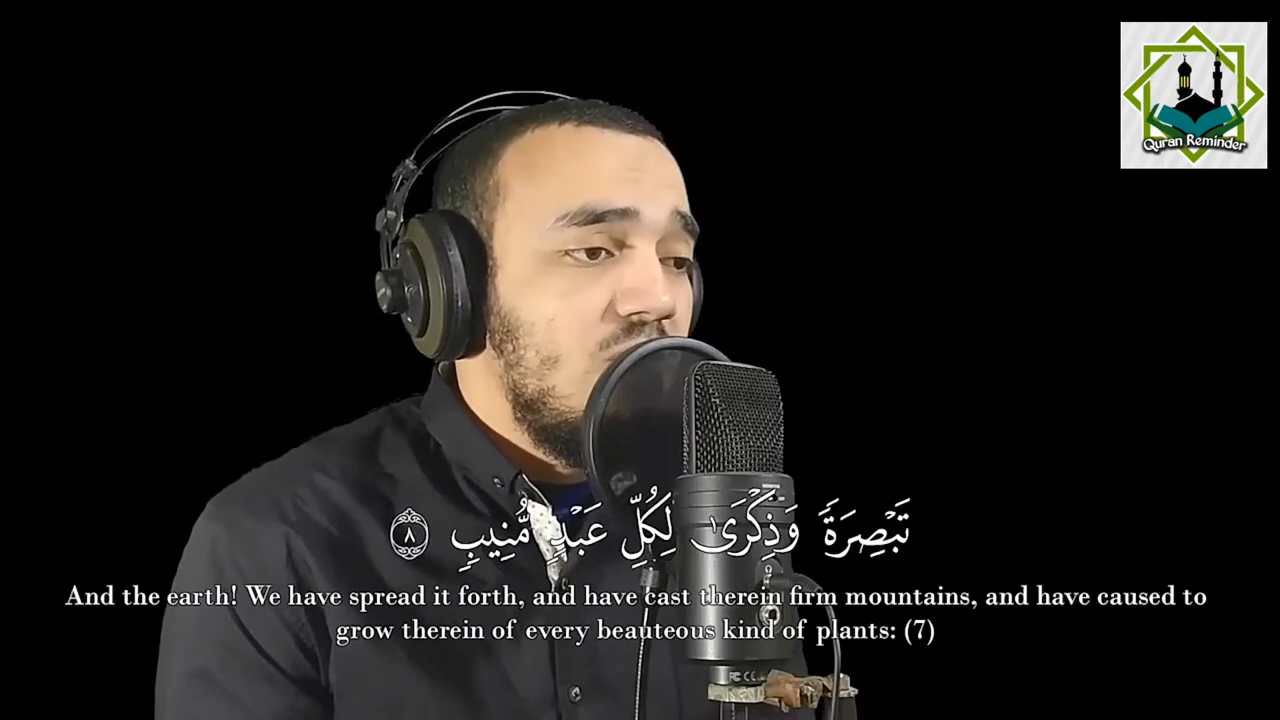 Quran Reminder
تَبْصِرَةً وَذِكْرَىٰ لِكُلِّ عَبْدٍ مُّنِيبٍ ٨
And the earth! We have spread it forth, and have cast therein firm mountains, and have caused to
grow therein of every beauteous kind of plants: (7)